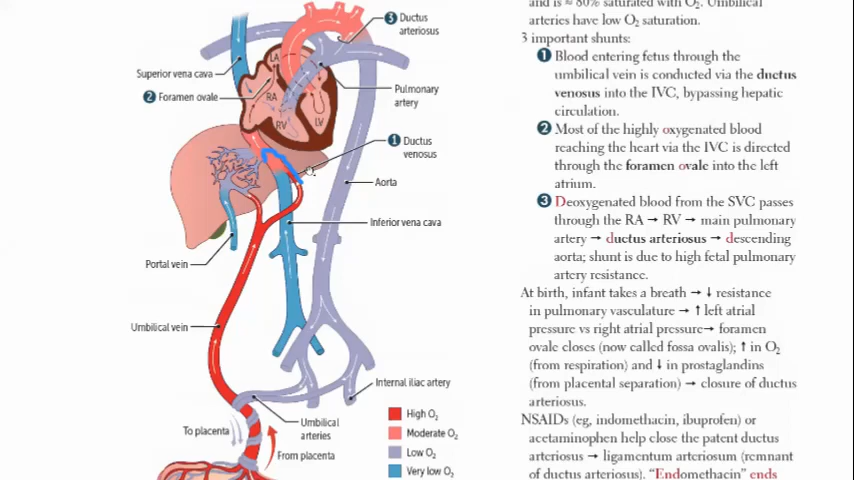 3 Ductus
arteriosus
Superior vena cava
2 Foramen ovale
LA
RA
RV
LV
Pulmonary
artery
1 Ductus
venosus
Aorta
Inferior vena cava
Portal vein
Umbilical vein
Internal iliac artery
Umbilical
arteries
To placenta
From placenta
High O2
Moderate O2
Low O2
Very low O2
and is ≈ 80% saturated with O2. Umbilical
arteries have low O2 saturation.
3 important shunts:
1 Blood entering fetus through the
umbilical vein is conducted via the ductus
venosus into the IVC, bypassing hepatic
circulation.
2 Most of the highly oxygenated blood
reaching the heart via the IVC is directed
through the foramen ovale into the left
atrium.
3 Deoxygenated blood from the SVC passes
through the RA → RV → main pulmonary
artery → ductus arteriosus → descending
aorta; shunt is due to high fetal pulmonary
artery resistance.
At birth, infant takes a breath → ↓ resistance
in pulmonary vasculature → ↑ left atrial
pressure vs right atrial pressure→ foramen
ovale closes (now called fossa ovalis); ↑ in O2
(from respiration) and ↓ in prostaglandins
(from placental separation) → closure of ductus
arteriosus.
NSAIDs (eg, indomethacin, ibuprofen) or
acetaminophen help close the patent ductus
arteriosus → ligamentum arteriosum (remnant
of ductus arteriosus). "Endomethacin" ends